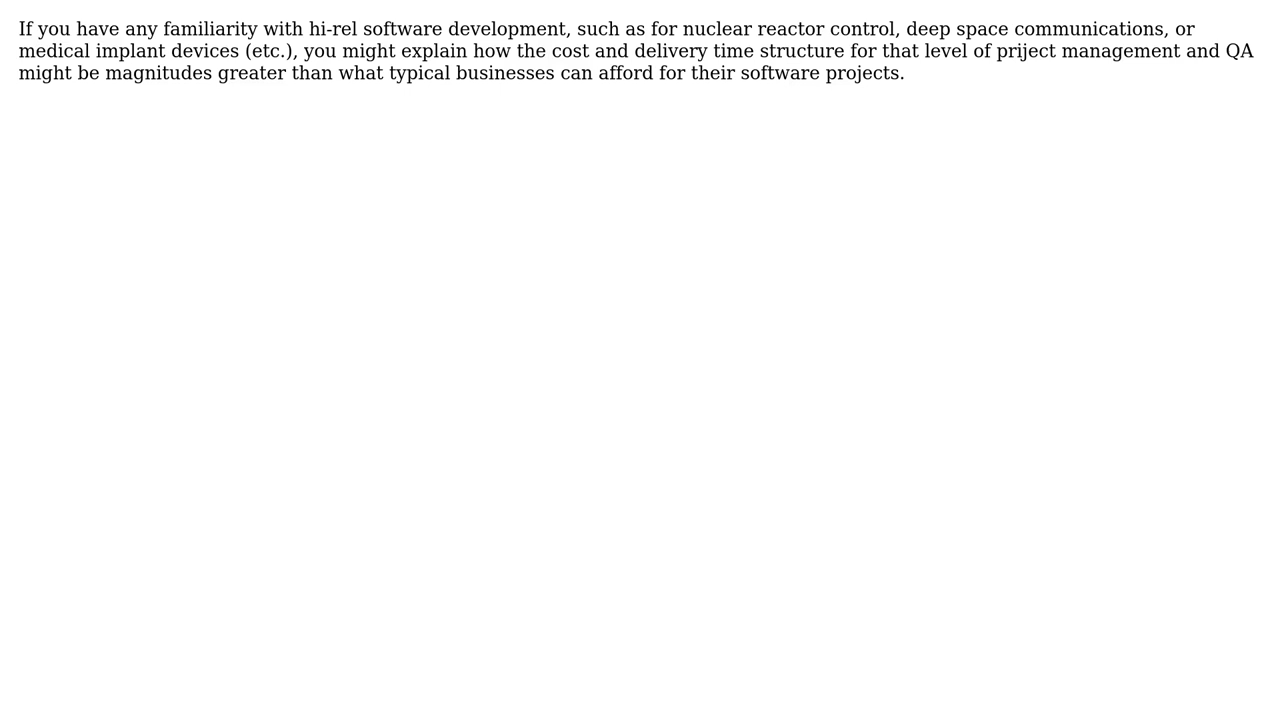 If you have any familiarity with hi-rel software development, such as for nuclear reactor control, deep space communications, or
medical implant devices (etc.), you might explain how the cost and delivery time structure for that level of priject management and QA
might be magnitudes greater than what typical businesses can afford for their software projects.